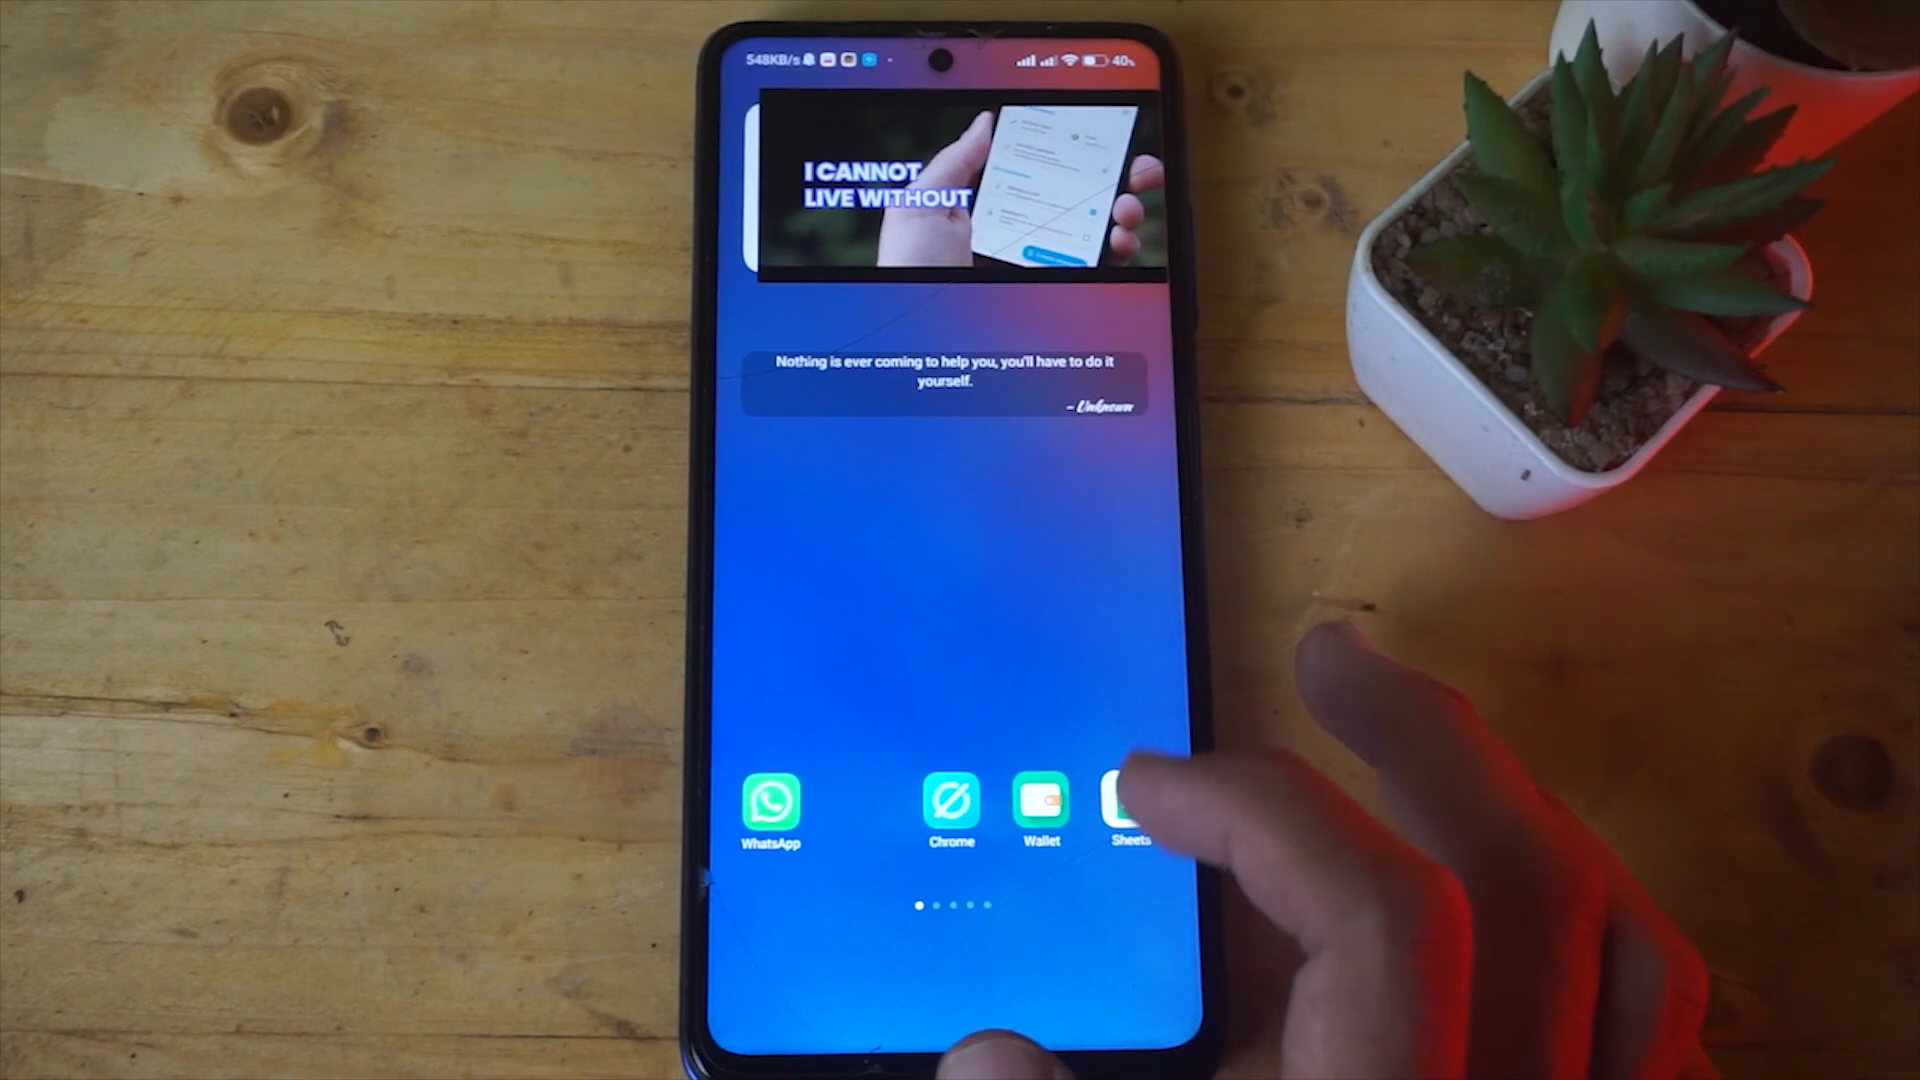 548KB/s
40%
I CANNOT
LIVE WITHOUT
Nothing is ever coming to help you, you'll have to do it
yourself.
- Unknown
WhatsApp
Chrome
Wallet
Sheets